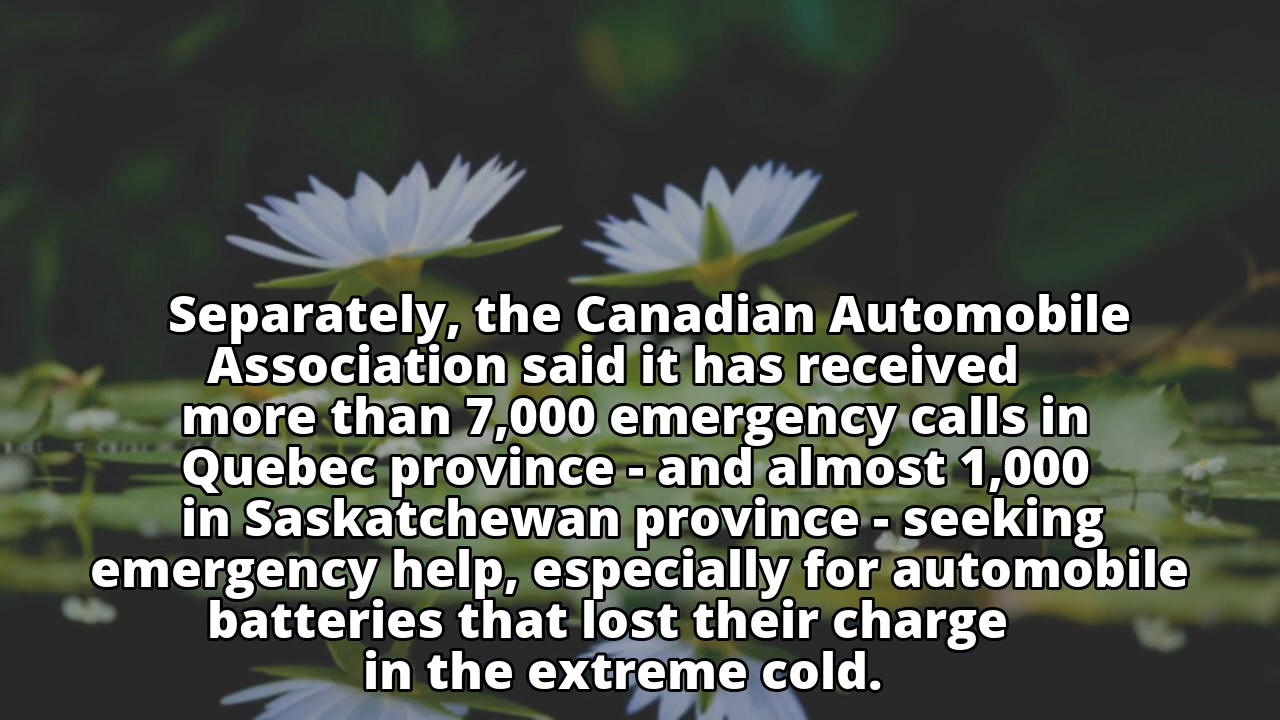 Separately, the Canadian Automobile
Association said it has received
more than 7,000 emergency calls in
Quebec province - and almost 1,000
in Saskatchewan province - seeking
emergency help, especially for automobile
batteries that lost their charge
in the extreme cold.